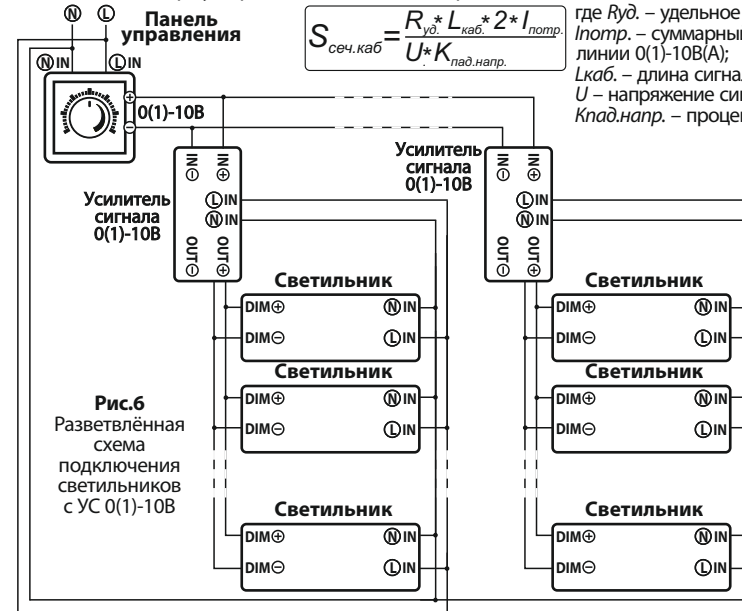 N L
Панель
управления
N IN L IN
0(1)-10В
S сеч.каб = R уд.* L каб.* 2* I потр. / U* K пад.напр.
где Rуд. – удельное
Iпотр. – суммарны
линии 0(1)-10В(А);
Lкаб. – длина сигна
U – напряжение си
Кпад.напр. – проце
Усилитель
сигнала
0(1)-10В
IN ⊖ IN ⊕
L IN
N IN
OUT ⊖ OUT ⊕
Усилитель
сигнала
0(1)-10В
IN ⊖ IN ⊕
L IN
N IN
OUT ⊖ OUT ⊕
Светильник
DIM⊕ N IN
DIM⊖ L IN
Светильник
DIM⊕ N IN
DIM⊖ L IN
Светильник
DIM⊕ N IN
DIM⊖ L IN
Светильник
DIM⊕ N IN
DIM⊖ L IN
Светильник
DIM⊕ N IN
DIM⊖ L IN
Светильник
DIM⊕ N IN
DIM⊖ L IN
Рис.6
Разветвлённая
схема
подключения
светильников
с УС 0(1)-10В